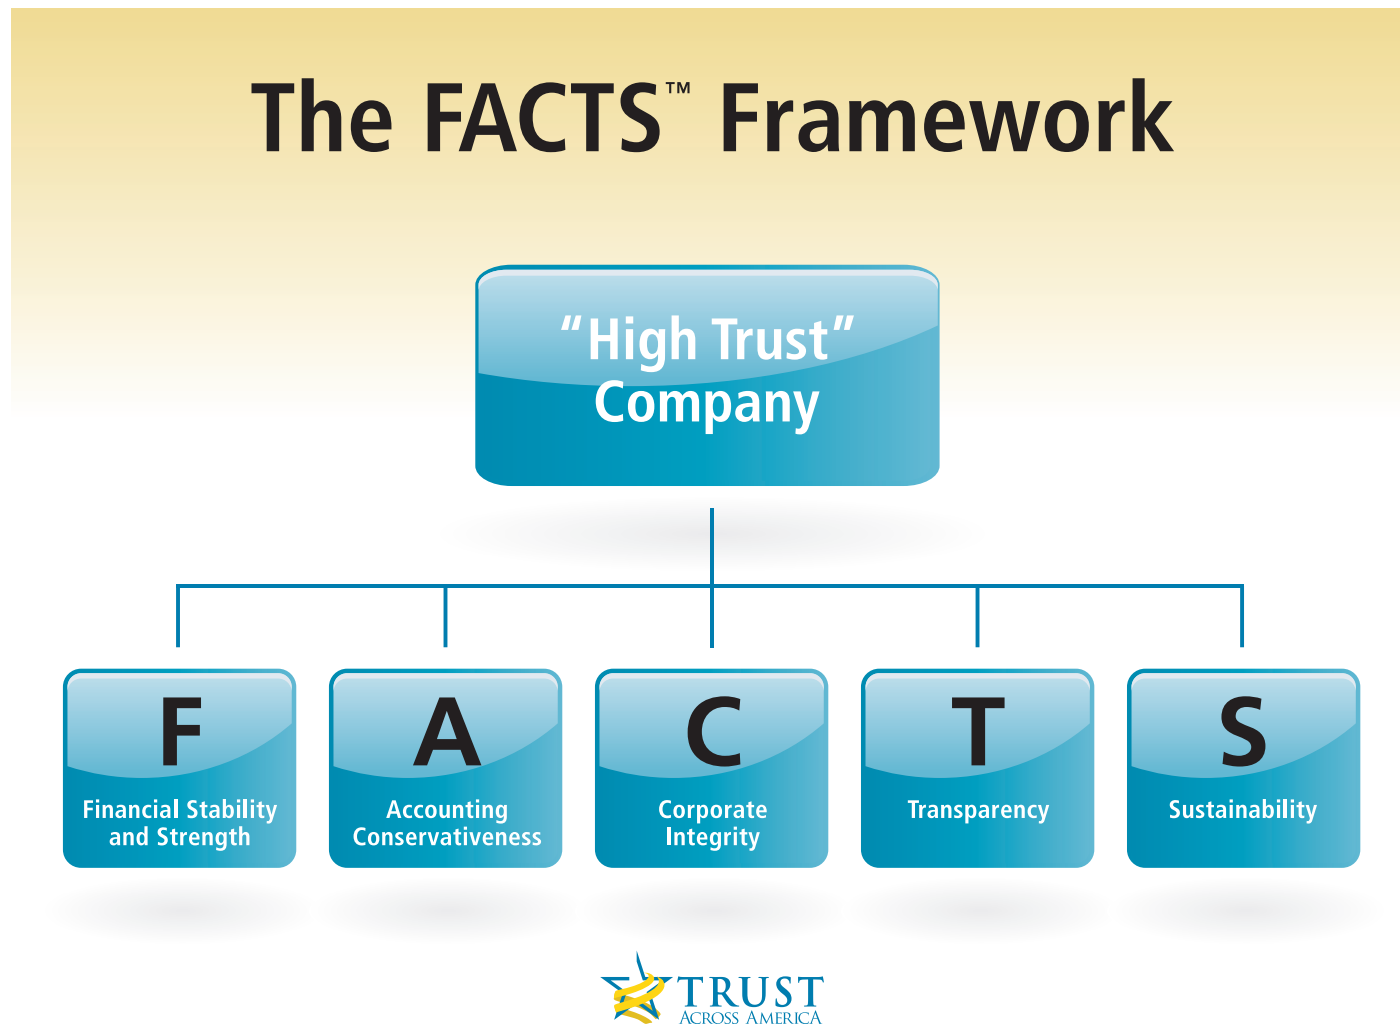 The FACTS™ Framework
"High Trust"
Company
F
Financial Stability
and Strength
A
Accounting
Conservativeness
C
Corporate
Integrity
T
Transparency
S
Sustainability
TRUST
ACROSS AMERICA